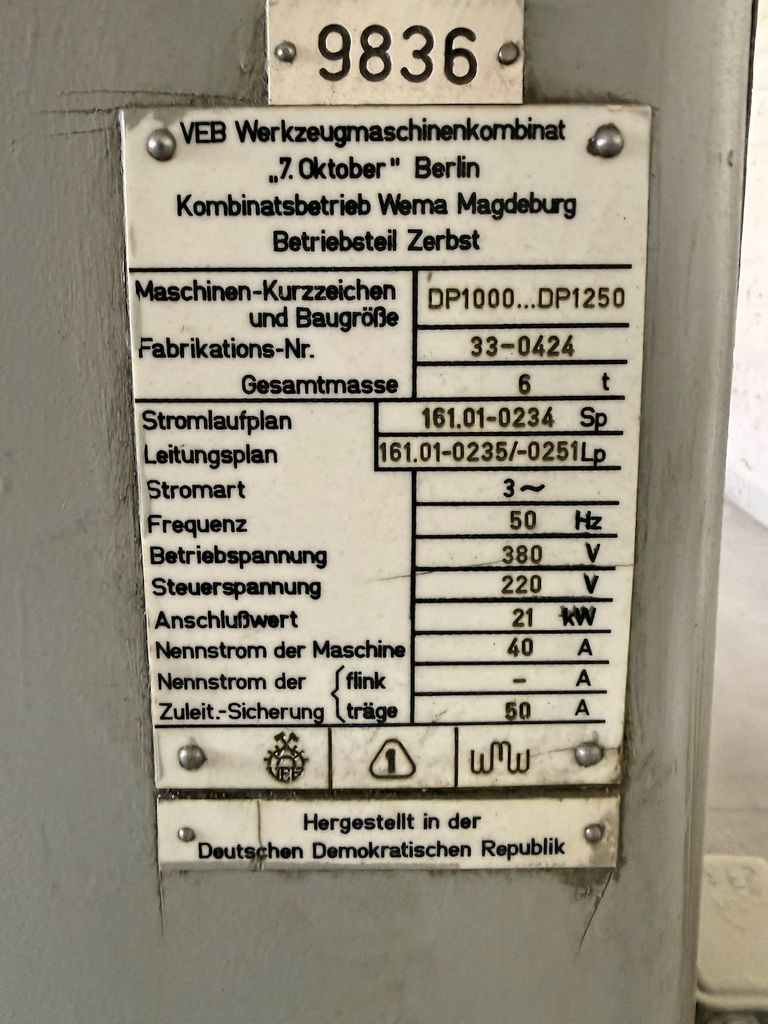 9836
VEB Werkzeugmaschinenkombinat
„7. Oktober" Berlin
Kombinatsbetrieb Wema Magdeburg
Betriebsteil Zerbst
Maschinen-Kurzzeichen und Baugröße DP1000...DP1250
Fabrikations-Nr. 33-0424
Gesamtmasse 6 t
Stromlaufplan 161.01-0234 Sp
Leitungsplan 161.01-0235/-0251 Lp
Stromart 3~
Frequenz 50 Hz
Betriebspannung 380 V
Steuerspannung 220 V
Anschlußwert 21 kW
Nennstrom der Maschine 40 A
Nennstrom der { flink - A
Zuleit.-Sicherung { träge 50 A
VEB 1 WMW
Hergestellt in der
Deutschen Demokratischen Republik